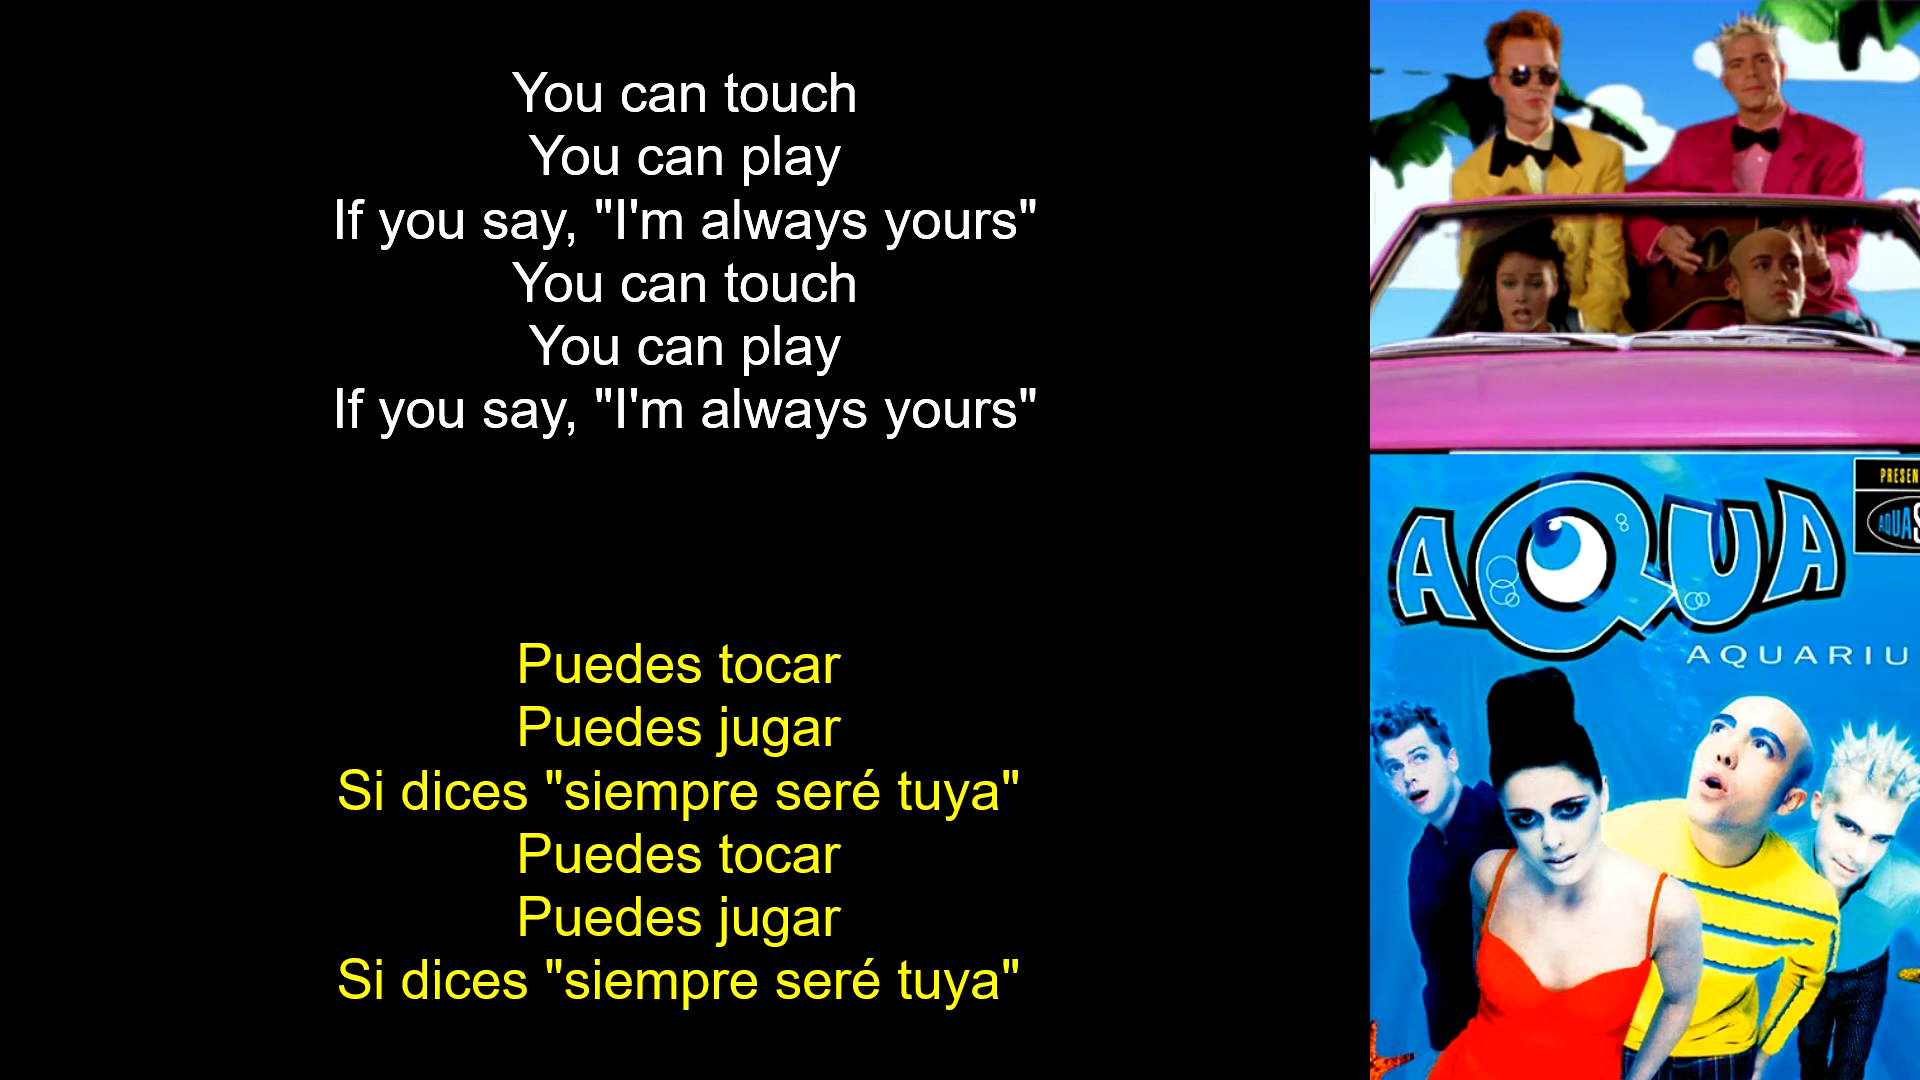 You can touch
You can play
If you say, "I'm always yours"
You can touch
You can play
If you say, "I'm always yours"
Puedes tocar
Puedes jugar
Si dices "siempre seré tuya"
Puedes tocar
Puedes jugar
Si dices "siempre seré tuya"
PRESEN
AQUAS
AQUA
AQUARIU